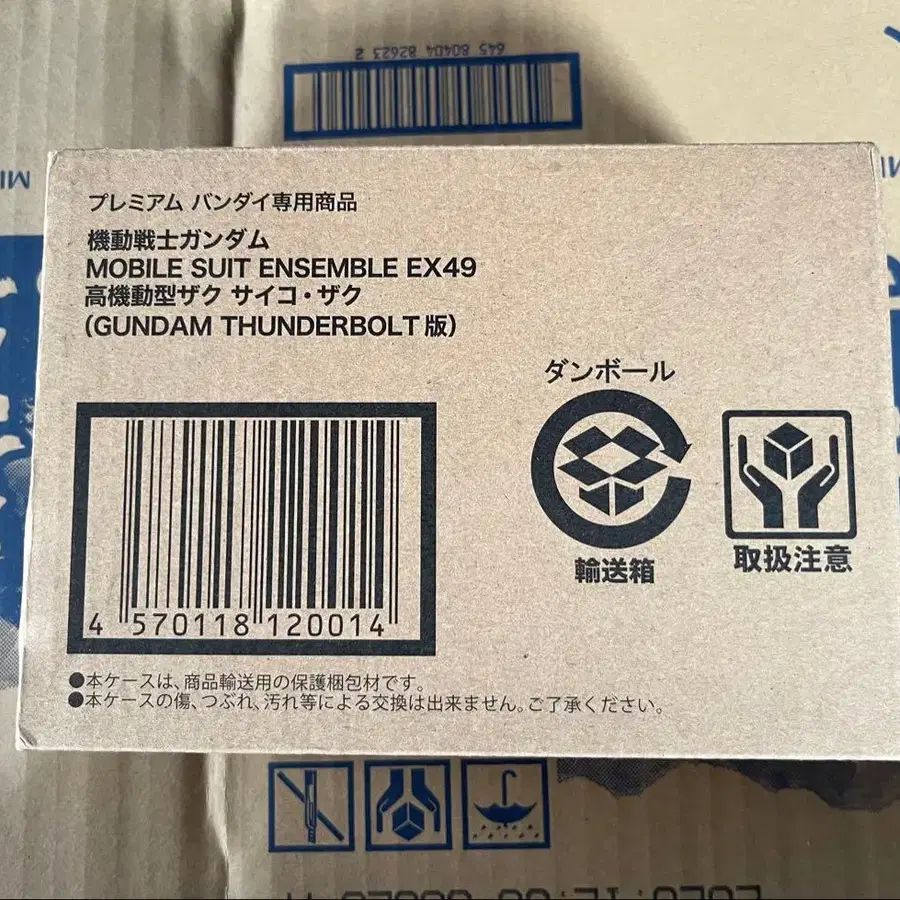 645 80404 82623 2
プレミアム バンダイ専用商品
機動戦士ガンダム
MOBILE SUIT ENSEMBLE EX49
高機動型ザク サイコ・ザク
(GUNDAM THUNDERBOLT版)
ダンボール
輸送箱
取扱注意
4 570118 120014
●本ケースは、商品輸送用の保護梱包材です。
●本ケースの傷、つぶれ、汚れ等による交換は出来ません。ご了承ください。